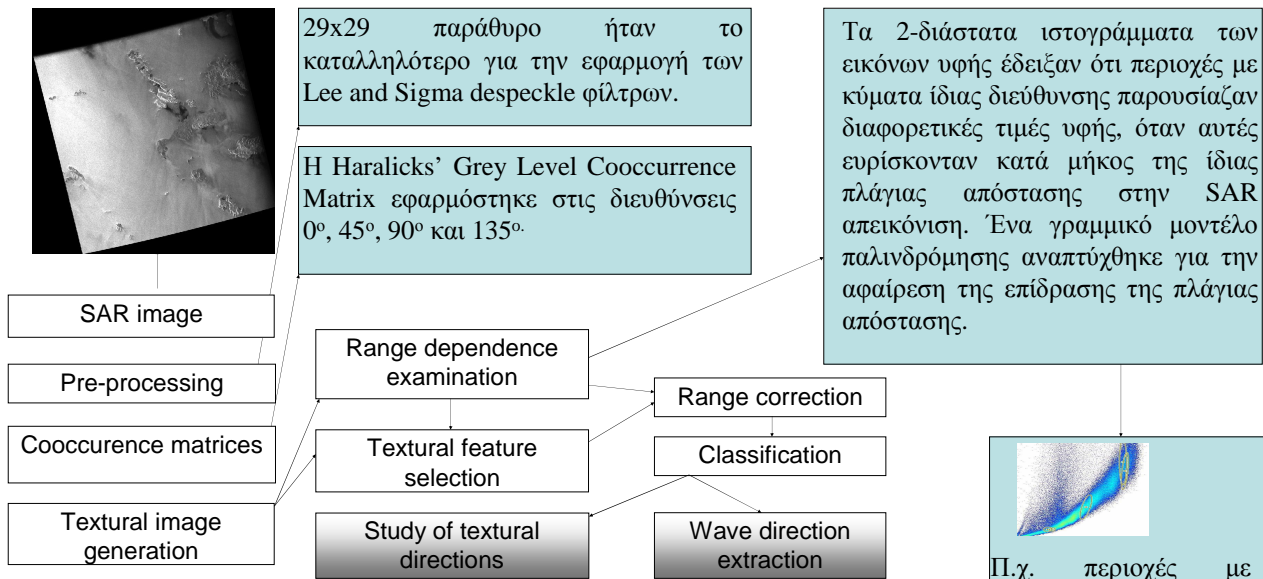 29x29 παράθυρο ήταν το
καταλληλότερο για την εφαρμογή των
Lee and Sigma despeckle φίλτρων.
Η Haralicks’ Grey Level Cooccurrence
Matrix εφαρμόστηκε στις διευθύνσεις
0ο, 45ο, 90ο και 135ο.
Τα 2-διάστατα ιστογράμματα των
εικόνων υφής έδειξαν ότι περιοχές με
κύματα ίδιας διεύθυνσης παρουσίαζαν
διαφορετικές τιμές υφής, όταν αυτές
ευρίσκονταν κατά μήκος της ίδιας
πλάγιας απόστασης στην SAR
απεικόνιση. Ένα γραμμικό μοντέλο
παλινδρόμησης αναπτύχθηκε για την
αφαίρεση της επίδρασης της πλάγιας
απόστασης.
SAR image
Pre-processing
Cooccurence matrices
Textural image
generation
Range dependence
examination
Textural feature
selection
Study of textural
directions
Range correction
Classification
Wave direction
extraction
Π.χ. περιοχές με